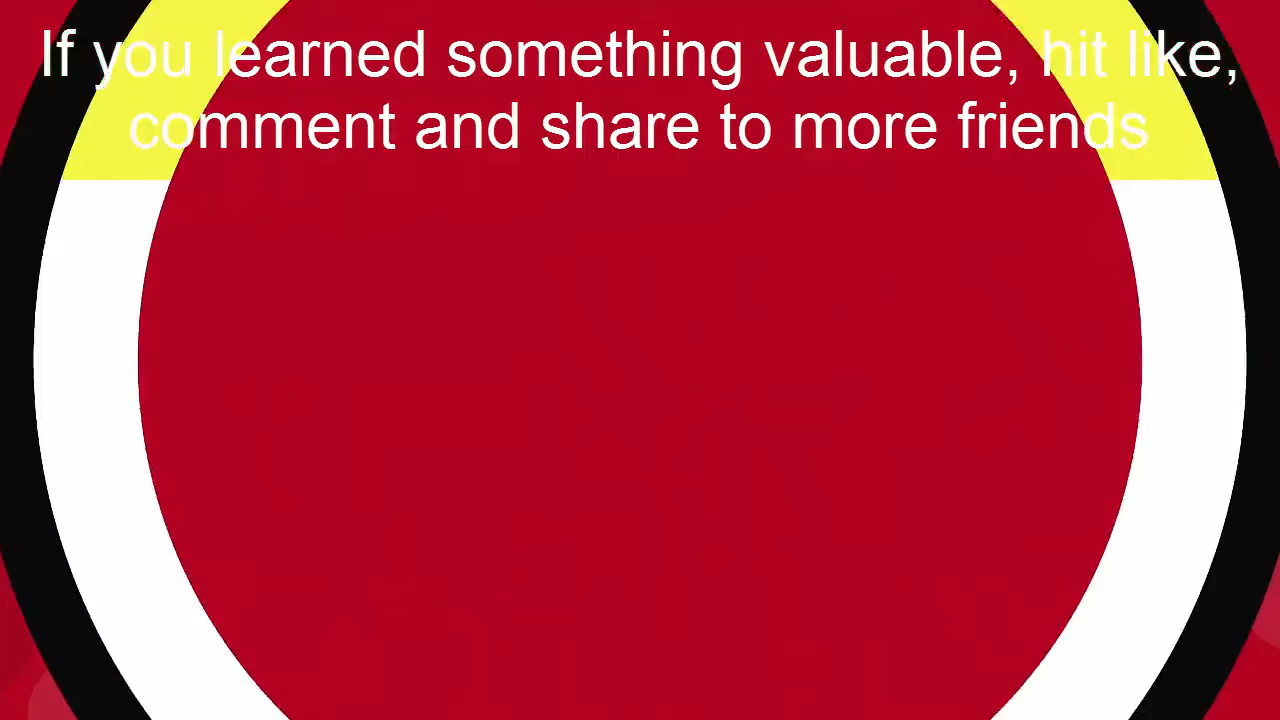 If you learned something valuable, hit like,
comment and share to more friends